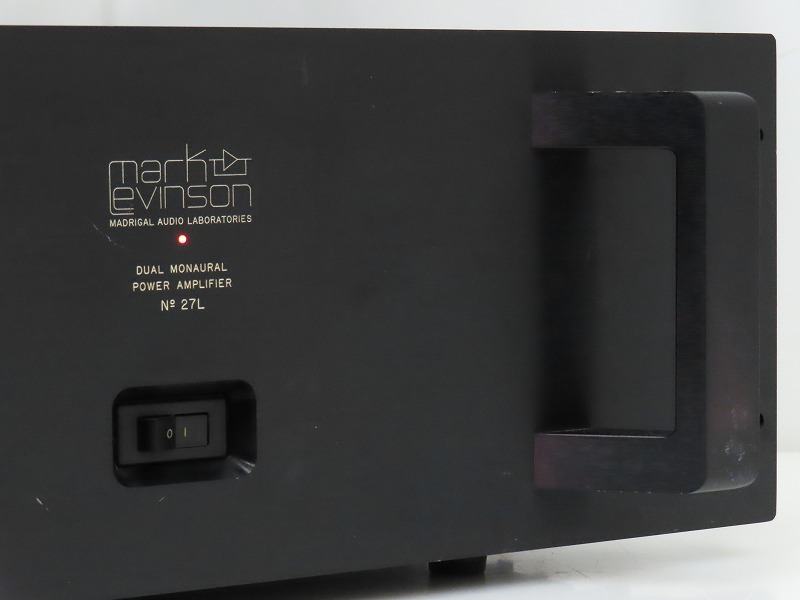 mark
Levinson
MADRIGAL AUDIO LABORATORIES
DUAL MONAURAL
POWER AMPLIFIER
Nº 27L
O I